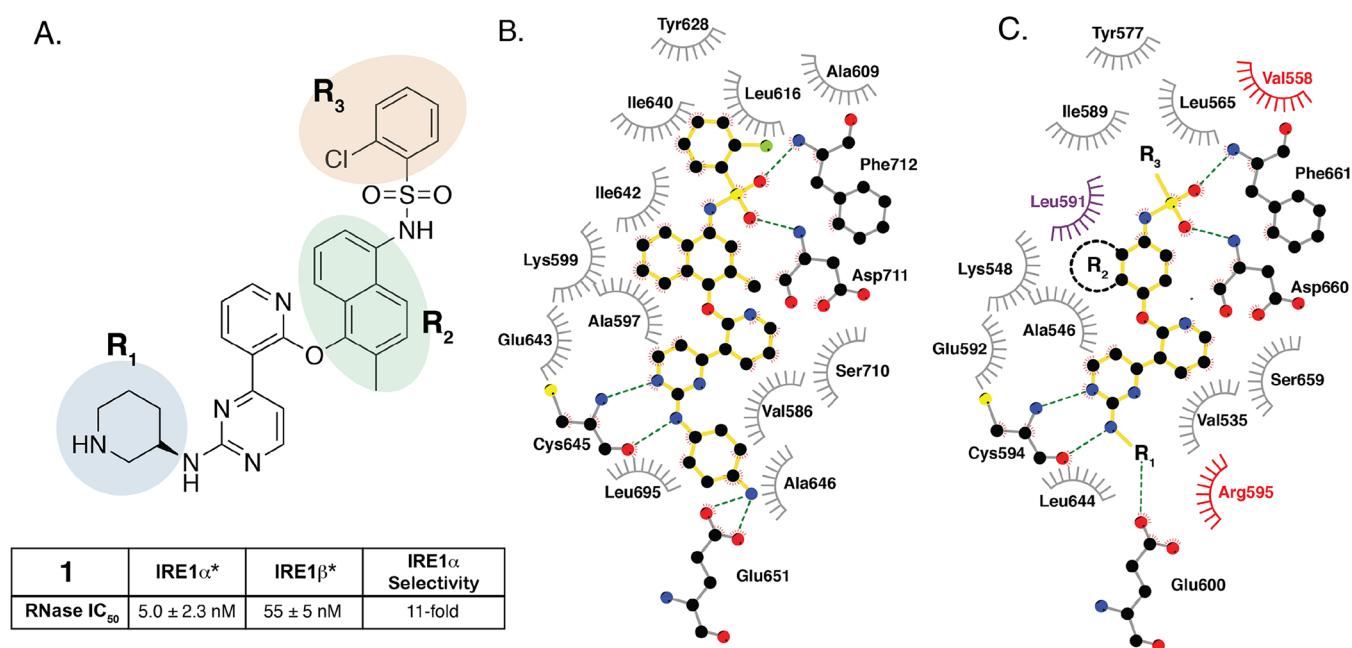 A.
R3
Cl
O=S=O
NH
R2
N
O
R1
HN
N
N
N
H
1
IRE1α*
IRE1β*
IRE1α
Selectivity
RNase IC50
5.0 ± 2.3 nM
55 ± 5 nM
11-fold
B.
Tyr628
Ala609
Ile640
Leu616
Phe712
Ile642
Lys599
Asp711
Ala597
Glu643
Ser710
Val586
Cys645
Leu695
Ala646
Glu651
C.
Tyr577
Val558
Leu565
Ile589
R3
Phe661
Leu591
R2
Lys548
Asp660
Ala546
Glu592
Ser659
Val535
Cys594
R1
Leu644
Arg595
Glu600